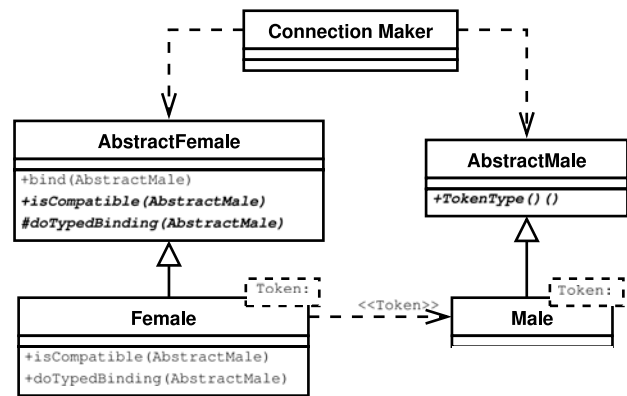 Connection Maker
AbstractFemale
+bind(AbstractMale)
+isCompatible(AbstractMale)
#doTypedBinding(AbstractMale)
AbstractMale
+TokenType()()
Token:
Female
+isCompatible(AbstractMale)
+doTypedBinding(AbstractMale)
<<Token>>
Token:
Male